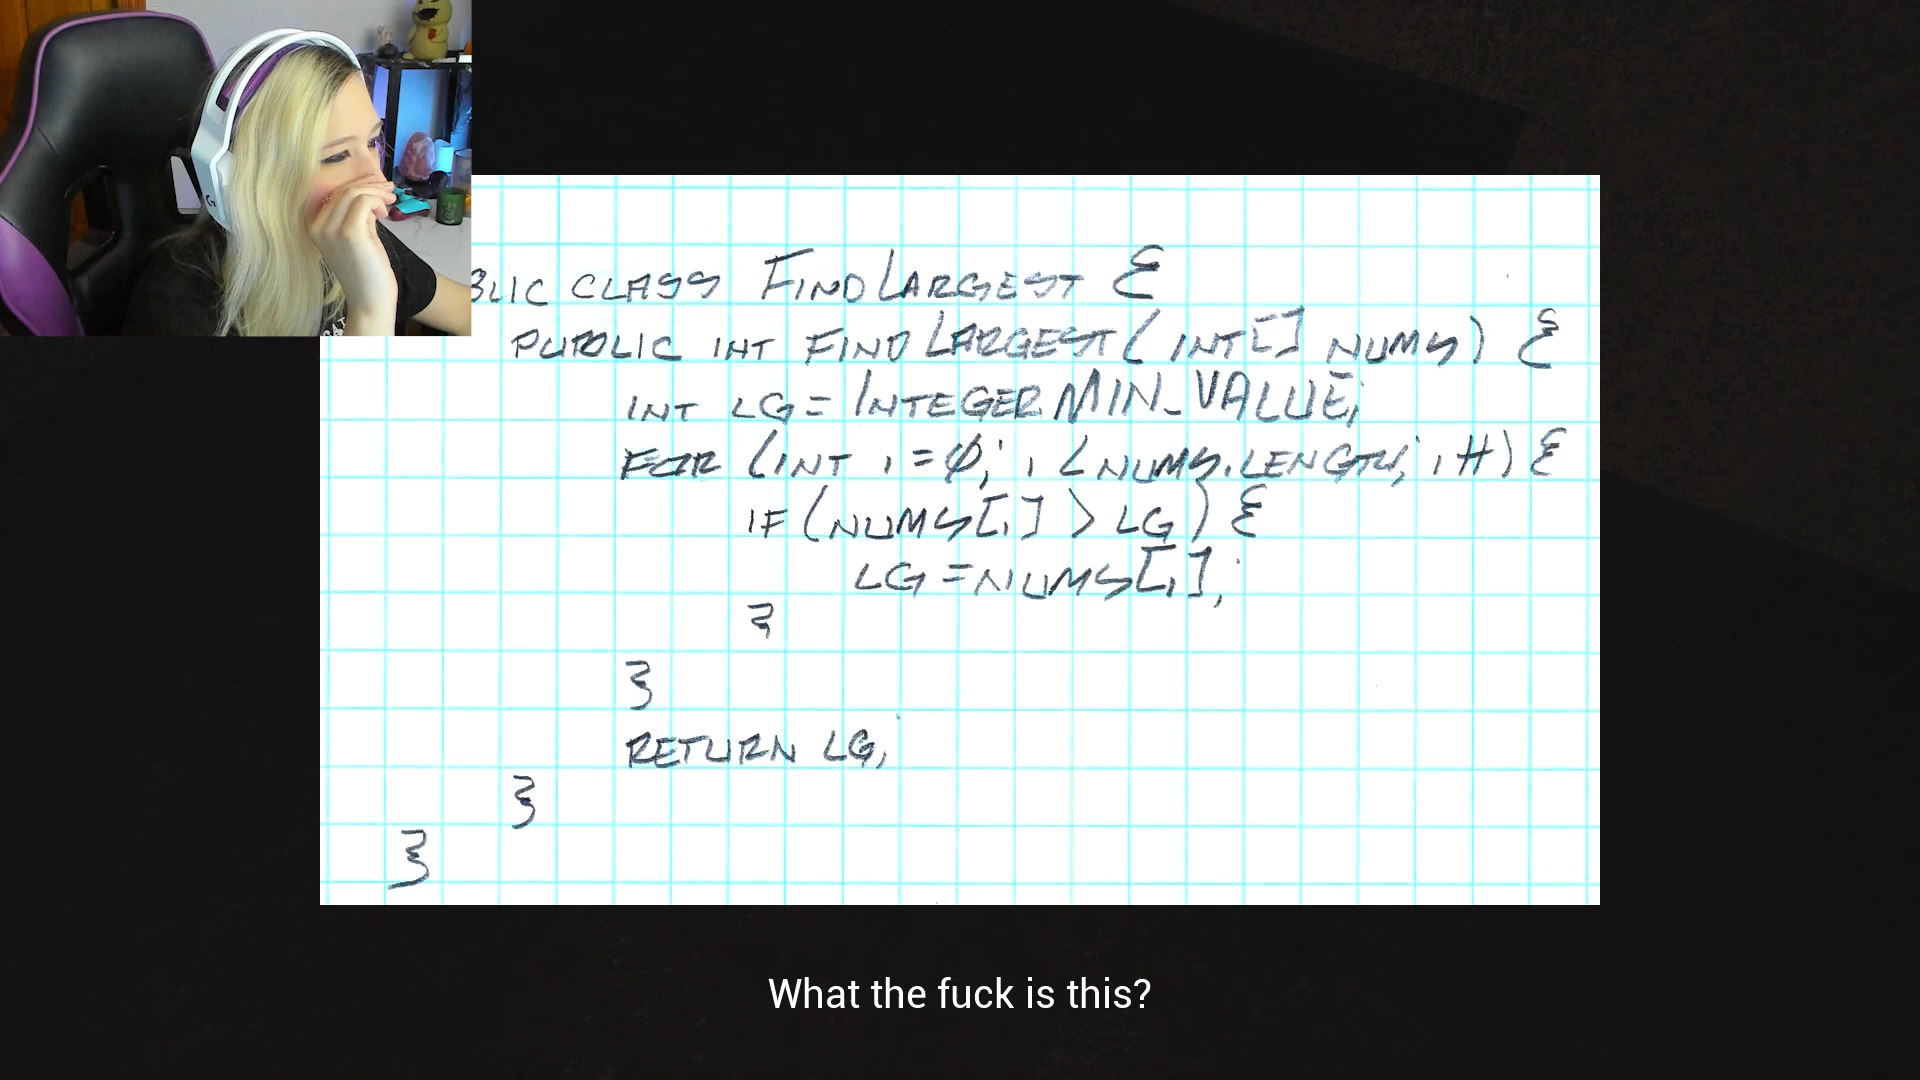 BLIC CLASS FINDLARGEST {
PUBLIC INT FINDLARGEST(INT[] NUMS) {
INT LG = INTEGER MIN_VALUE;
FOR (INT i = 0; i < NUMS.LENGTH; i++) {
IF (NUMS[i] > LG) {
LG = NUMS[i];
}
}
RETURN LG;
}
}
What the fuck is this?